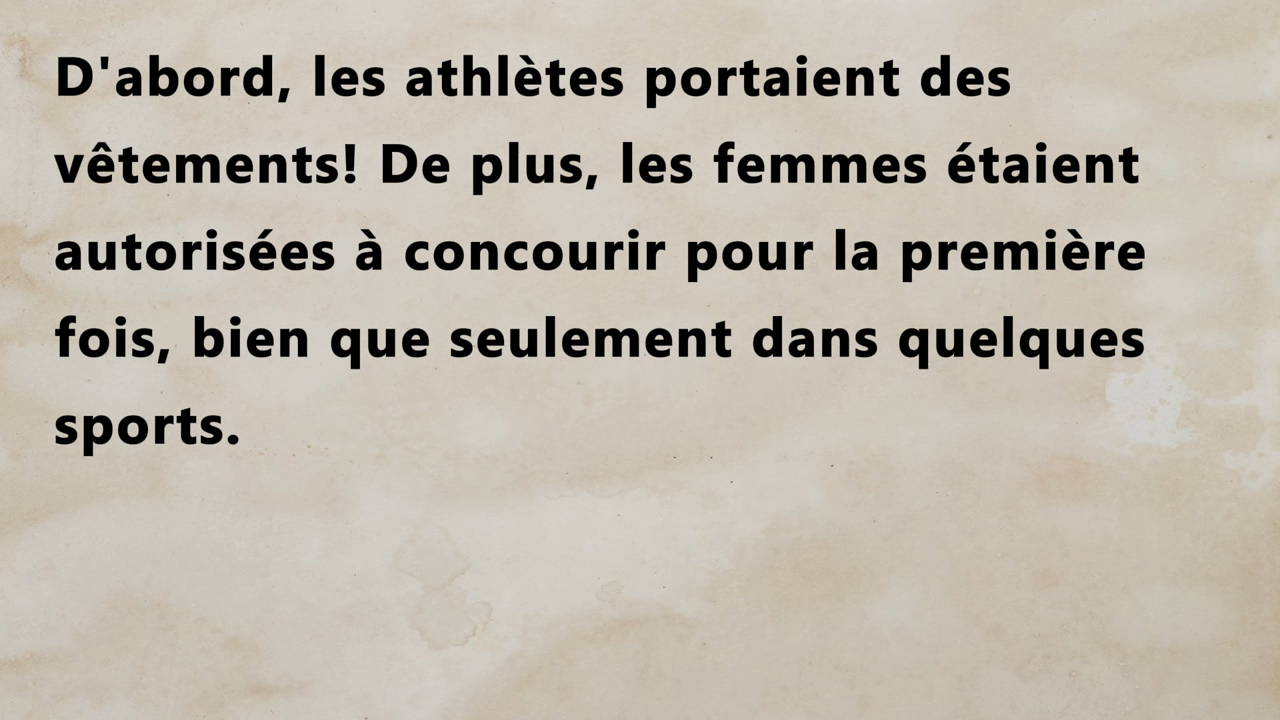 D'abord, les athlètes portaient des
vêtements! De plus, les femmes étaient
autorisées à concourir pour la première
fois, bien que seulement dans quelques
sports.